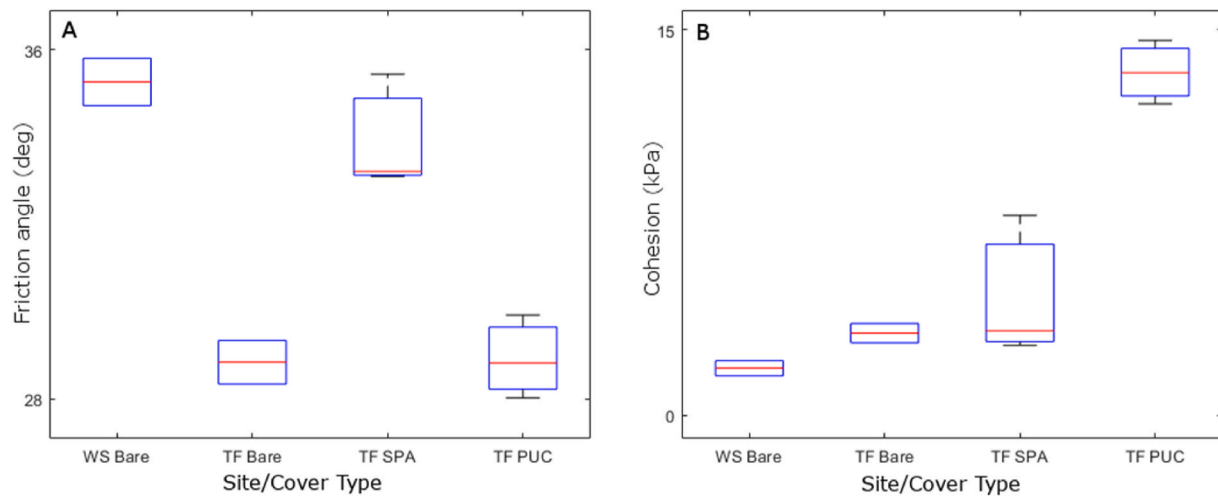 A
36
28
Friction angle (deg)
WS Bare TF Bare TF SPA TF PUC
Site/Cover Type
B
15
0
Cohesion (kPa)
WS Bare TF Bare TF SPA TF PUC
Site/Cover Type